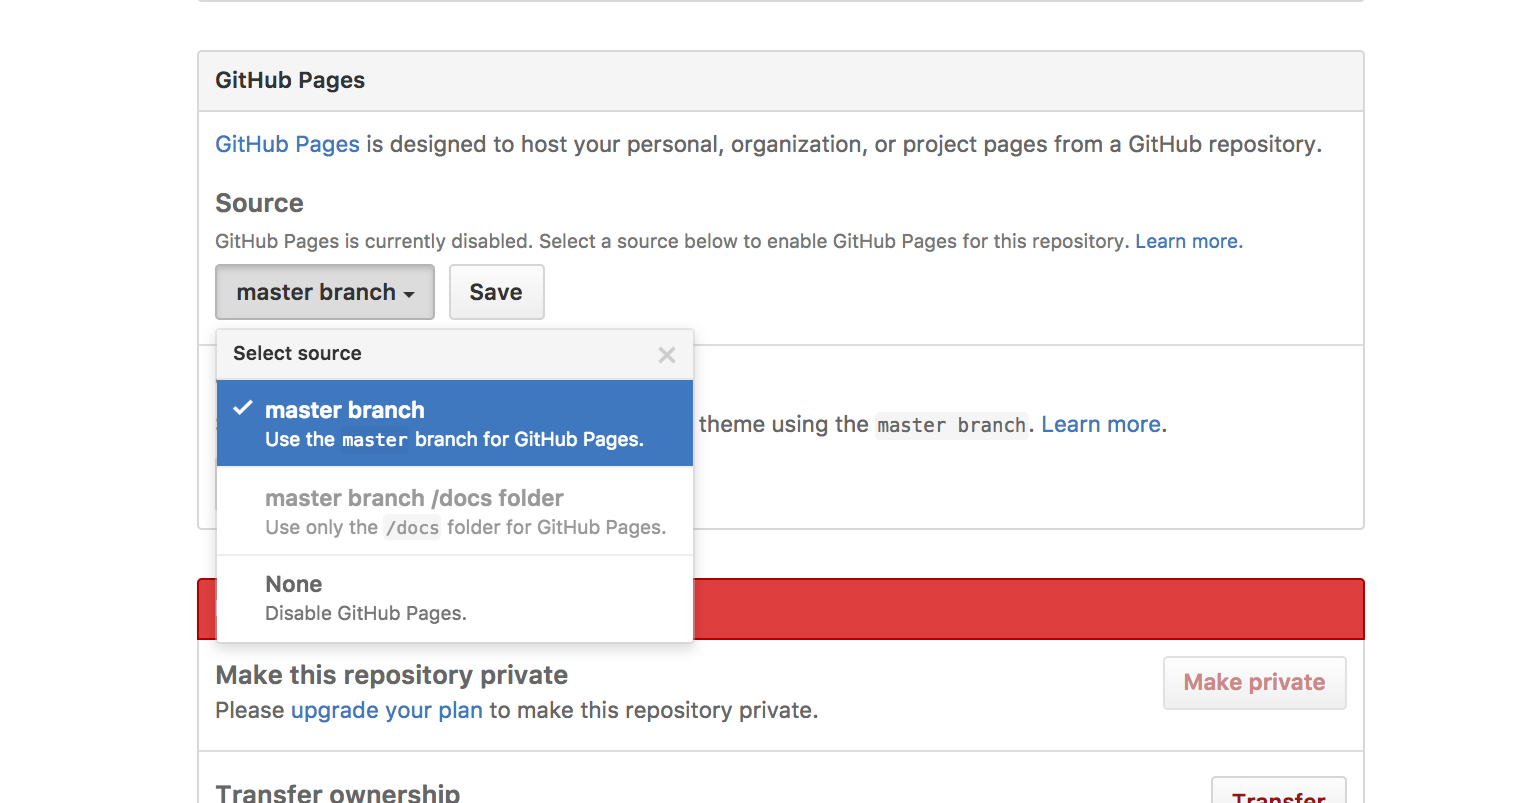 GitHub Pages
GitHub Pages is designed to host your personal, organization, or project pages from a GitHub repository.
Source
GitHub Pages is currently disabled. Select a source below to enable GitHub Pages for this repository. Learn more.
master branch Save
Select source
master branch
Use the master branch for GitHub Pages.
theme using the master branch. Learn more.
master branch /docs folder
Use only the /docs folder for GitHub Pages.
None
Disable GitHub Pages.
Make this repository private
Make private
Please upgrade your plan to make this repository private.
Transfer ownership
Transfer